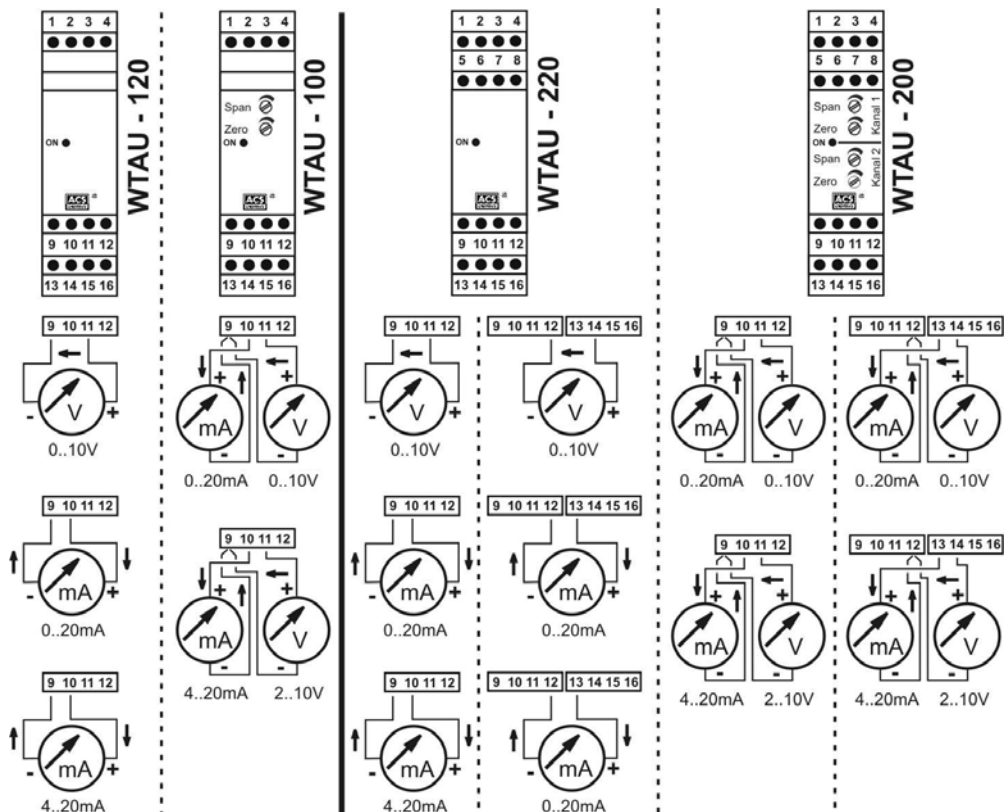 1 2 3 4
ON
ACS
9 10 11 12
13 14 15 16
WTAU - 120
9 10 11 12
- V +
0..10V
9 10 11 12
- mA +
0..20mA
9 10 11 12
- mA +
4..20mA
1 2 3 4
Span
Zero
ON
ACS
9 10 11 12
13 14 15 16
WTAU - 100
9 10 11 12
+ +
mA V
- -
0..20mA 0..10V
9 10 11 12
+ +
mA V
- -
4..20mA 2..10V
1 2 3 4
5 6 7 8
ON
ACS
9 10 11 12
13 14 15 16
WTAU - 220
9 10 11 12
- V +
0..10V
9 10 11 12
- mA +
0..20mA
9 10 11 12
- mA +
4..20mA
9 10 11 12 13 14 15 16
- V +
0..10V
9 10 11 12 13 14 15 16
- mA +
0..20mA
9 10 11 12 13 14 15 16
- mA +
0..20mA
1 2 3 4
5 6 7 8
Span
Zero
Kanal 1
ON
Span
Zero
Kanal 2
ACS
9 10 11 12
13 14 15 16
WTAU - 200
9 10 11 12
+ +
mA V
- -
0..20mA 0..10V
9 10 11 12
+ +
mA V
- -
4..20mA 2..10V
9 10 11 12 13 14 15 16
+ +
mA V
- -
0..20mA 0..10V
9 10 11 12 13 14 15 16
+ +
mA V
- -
4..20mA 2..10V